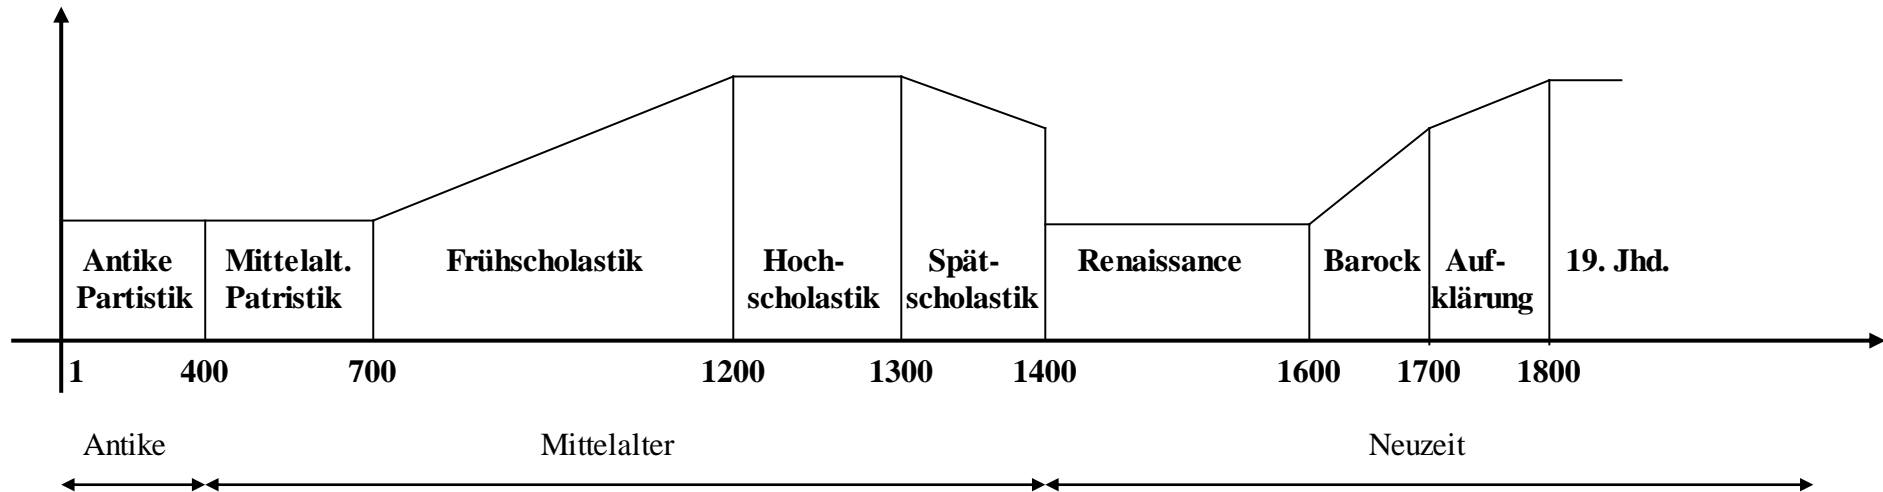 Antike Mittelalt. Frühscholastik Hoch- Spät- Renaissance Barock Auf- 19. Jhd.
Partistik Patristik scholastik scholastik klärung
1 400 700 1200 1300 1400 1600 1700 1800
Antike Mittelalter Neuzeit